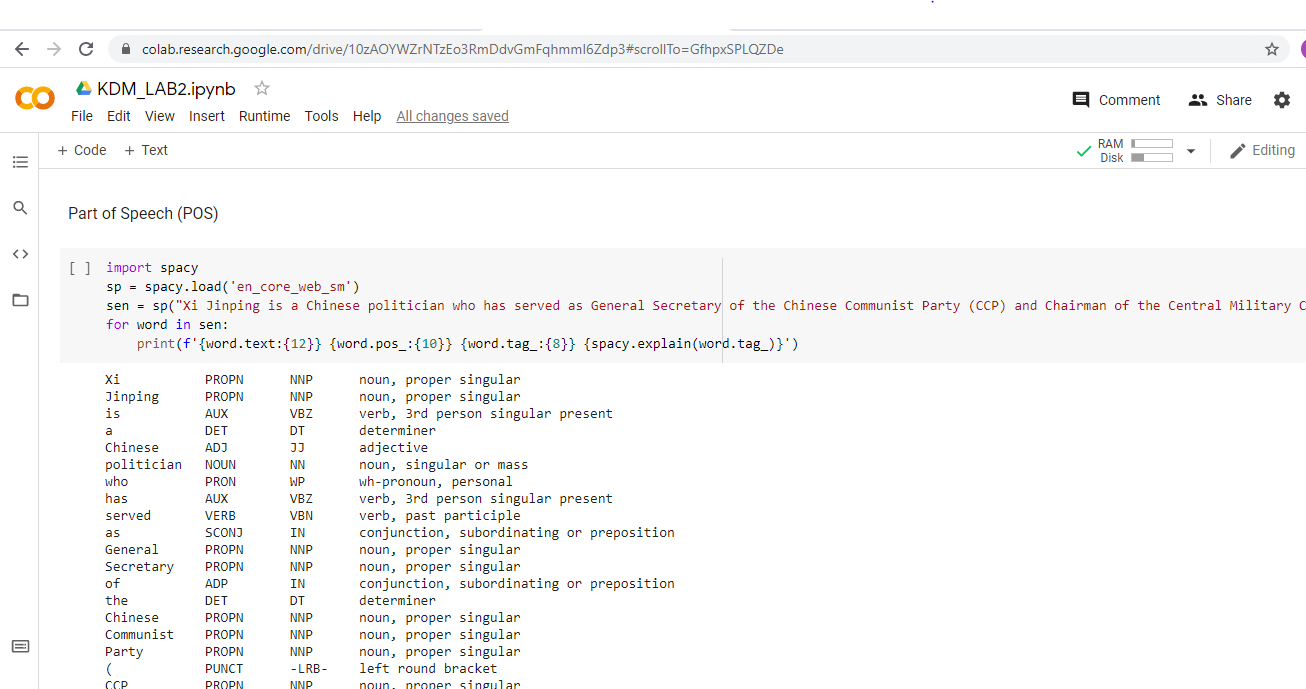 colab.research.google.com/drive/10zAOYWZrNTzEo3RmDdvGmFqhmmI6Zdp3#scrollTo=GfhpxSPLQZDe
KDM_LAB2.ipynb
File Edit View Insert Runtime Tools Help All changes saved
Comment Share
+ Code + Text
RAM
Disk
Editing
Part of Speech (POS)
[ ] import spacy
sp = spacy.load('en_core_web_sm')
sen = sp("Xi Jinping is a Chinese politician who has served as General Secretary of the Chinese Communist Party (CCP) and Chairman of the Central Military C
for word in sen:
    print(f'{word.text:{12}} {word.pos_:{10}} {word.tag_:{8}} {spacy.explain(word.tag_)}')
Xi PROPN NNP noun, proper singular
Jinping PROPN NNP noun, proper singular
is AUX VBZ verb, 3rd person singular present
a DET DT determiner
Chinese ADJ JJ adjective
politician NOUN NN noun, singular or mass
who PRON WP wh-pronoun, personal
has AUX VBZ verb, 3rd person singular present
served VERB VBN verb, past participle
as SCONJ IN conjunction, subordinating or preposition
General PROPN NNP noun, proper singular
Secretary PROPN NNP noun, proper singular
of ADP IN conjunction, subordinating or preposition
the DET DT determiner
Chinese PROPN NNP noun, proper singular
Communist PROPN NNP noun, proper singular
Party PROPN NNP noun, proper singular
( PUNCT -LRB- left round bracket
CCP PROPN NNP noun, proper singular